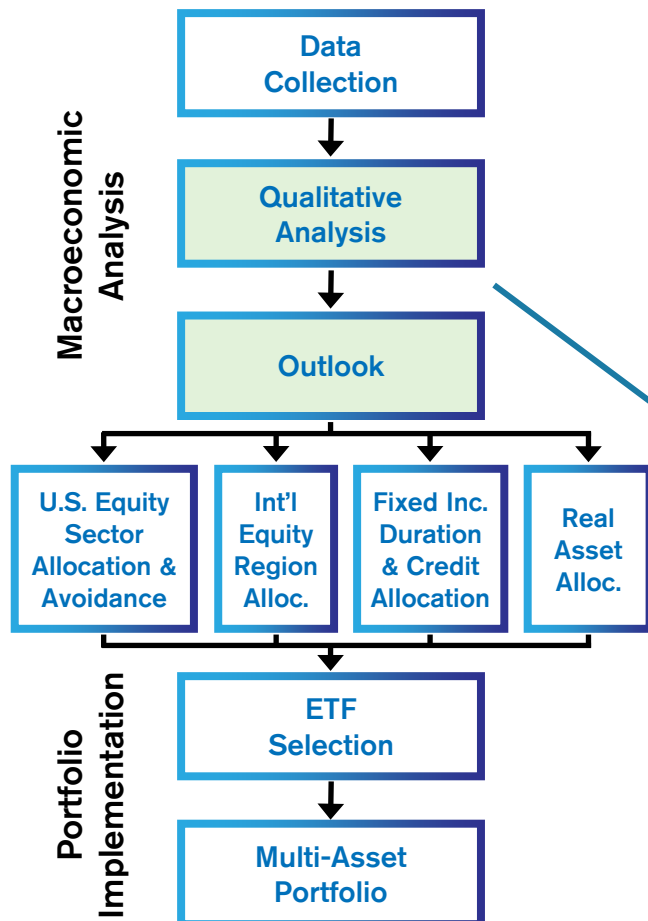 Macroeconomic
Analysis
Data
Collection
Qualitative
Analysis
Outlook
U.S. Equity
Sector
Allocation &
Avoidance
Int'l
Equity
Region
Alloc.
Fixed Inc.
Duration
& Credit
Allocation
Real
Asset
Alloc.
Portfolio
Implementation
ETF
Selection
Multi-Asset
Portfolio